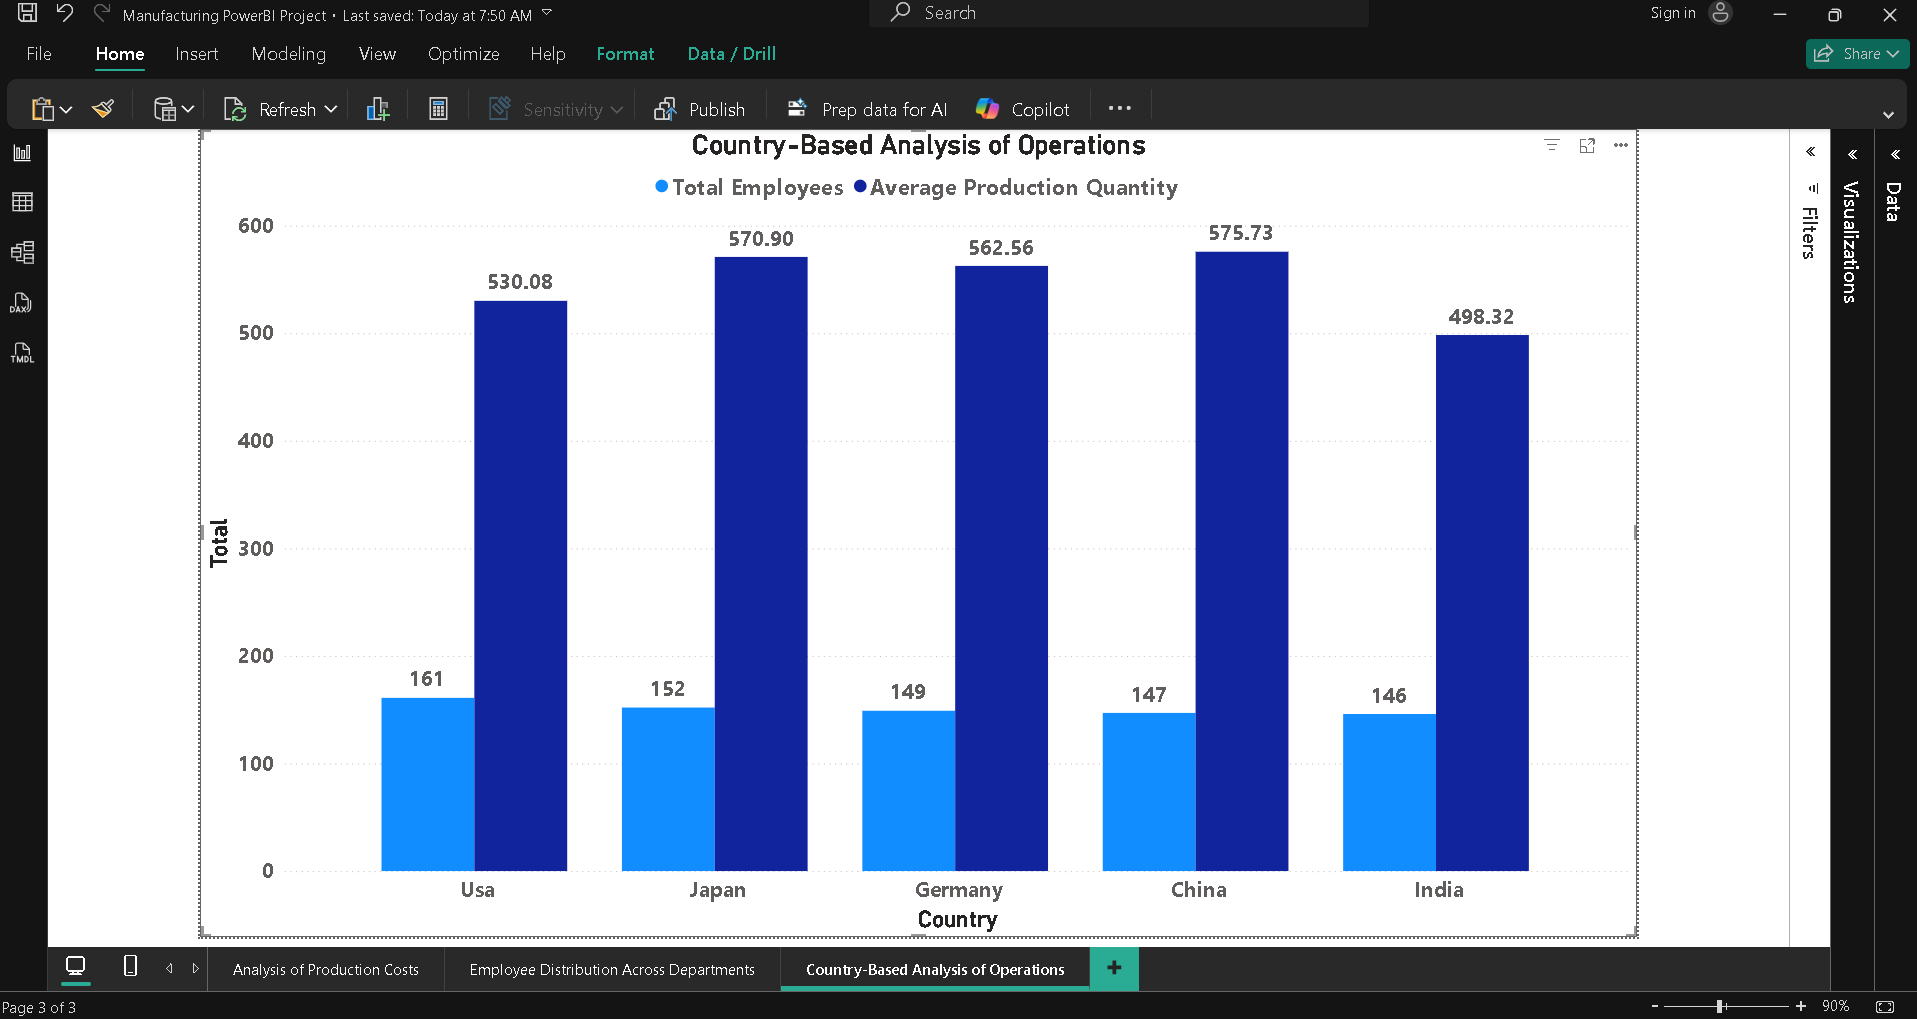 Manufacturing PowerBI Project • Last saved: Today at 7:50 AM
Search
Sign in
File Home Insert Modeling View Optimize Help Format Data / Drill
Share
Refresh Sensitivity Publish Prep data for AI Copilot
DAX
TMDL
Country-Based Analysis of Operations
Total Employees Average Production Quantity
600
500
400
300
200
100
0
Total
530.08
570.90
562.56
575.73
498.32
161
152
149
147
146
Usa Japan Germany China India
Country
Filters
Visualizations
Data
Analysis of Production Costs Employee Distribution Across Departments Country-Based Analysis of Operations
Page 3 of 3
- + 90%